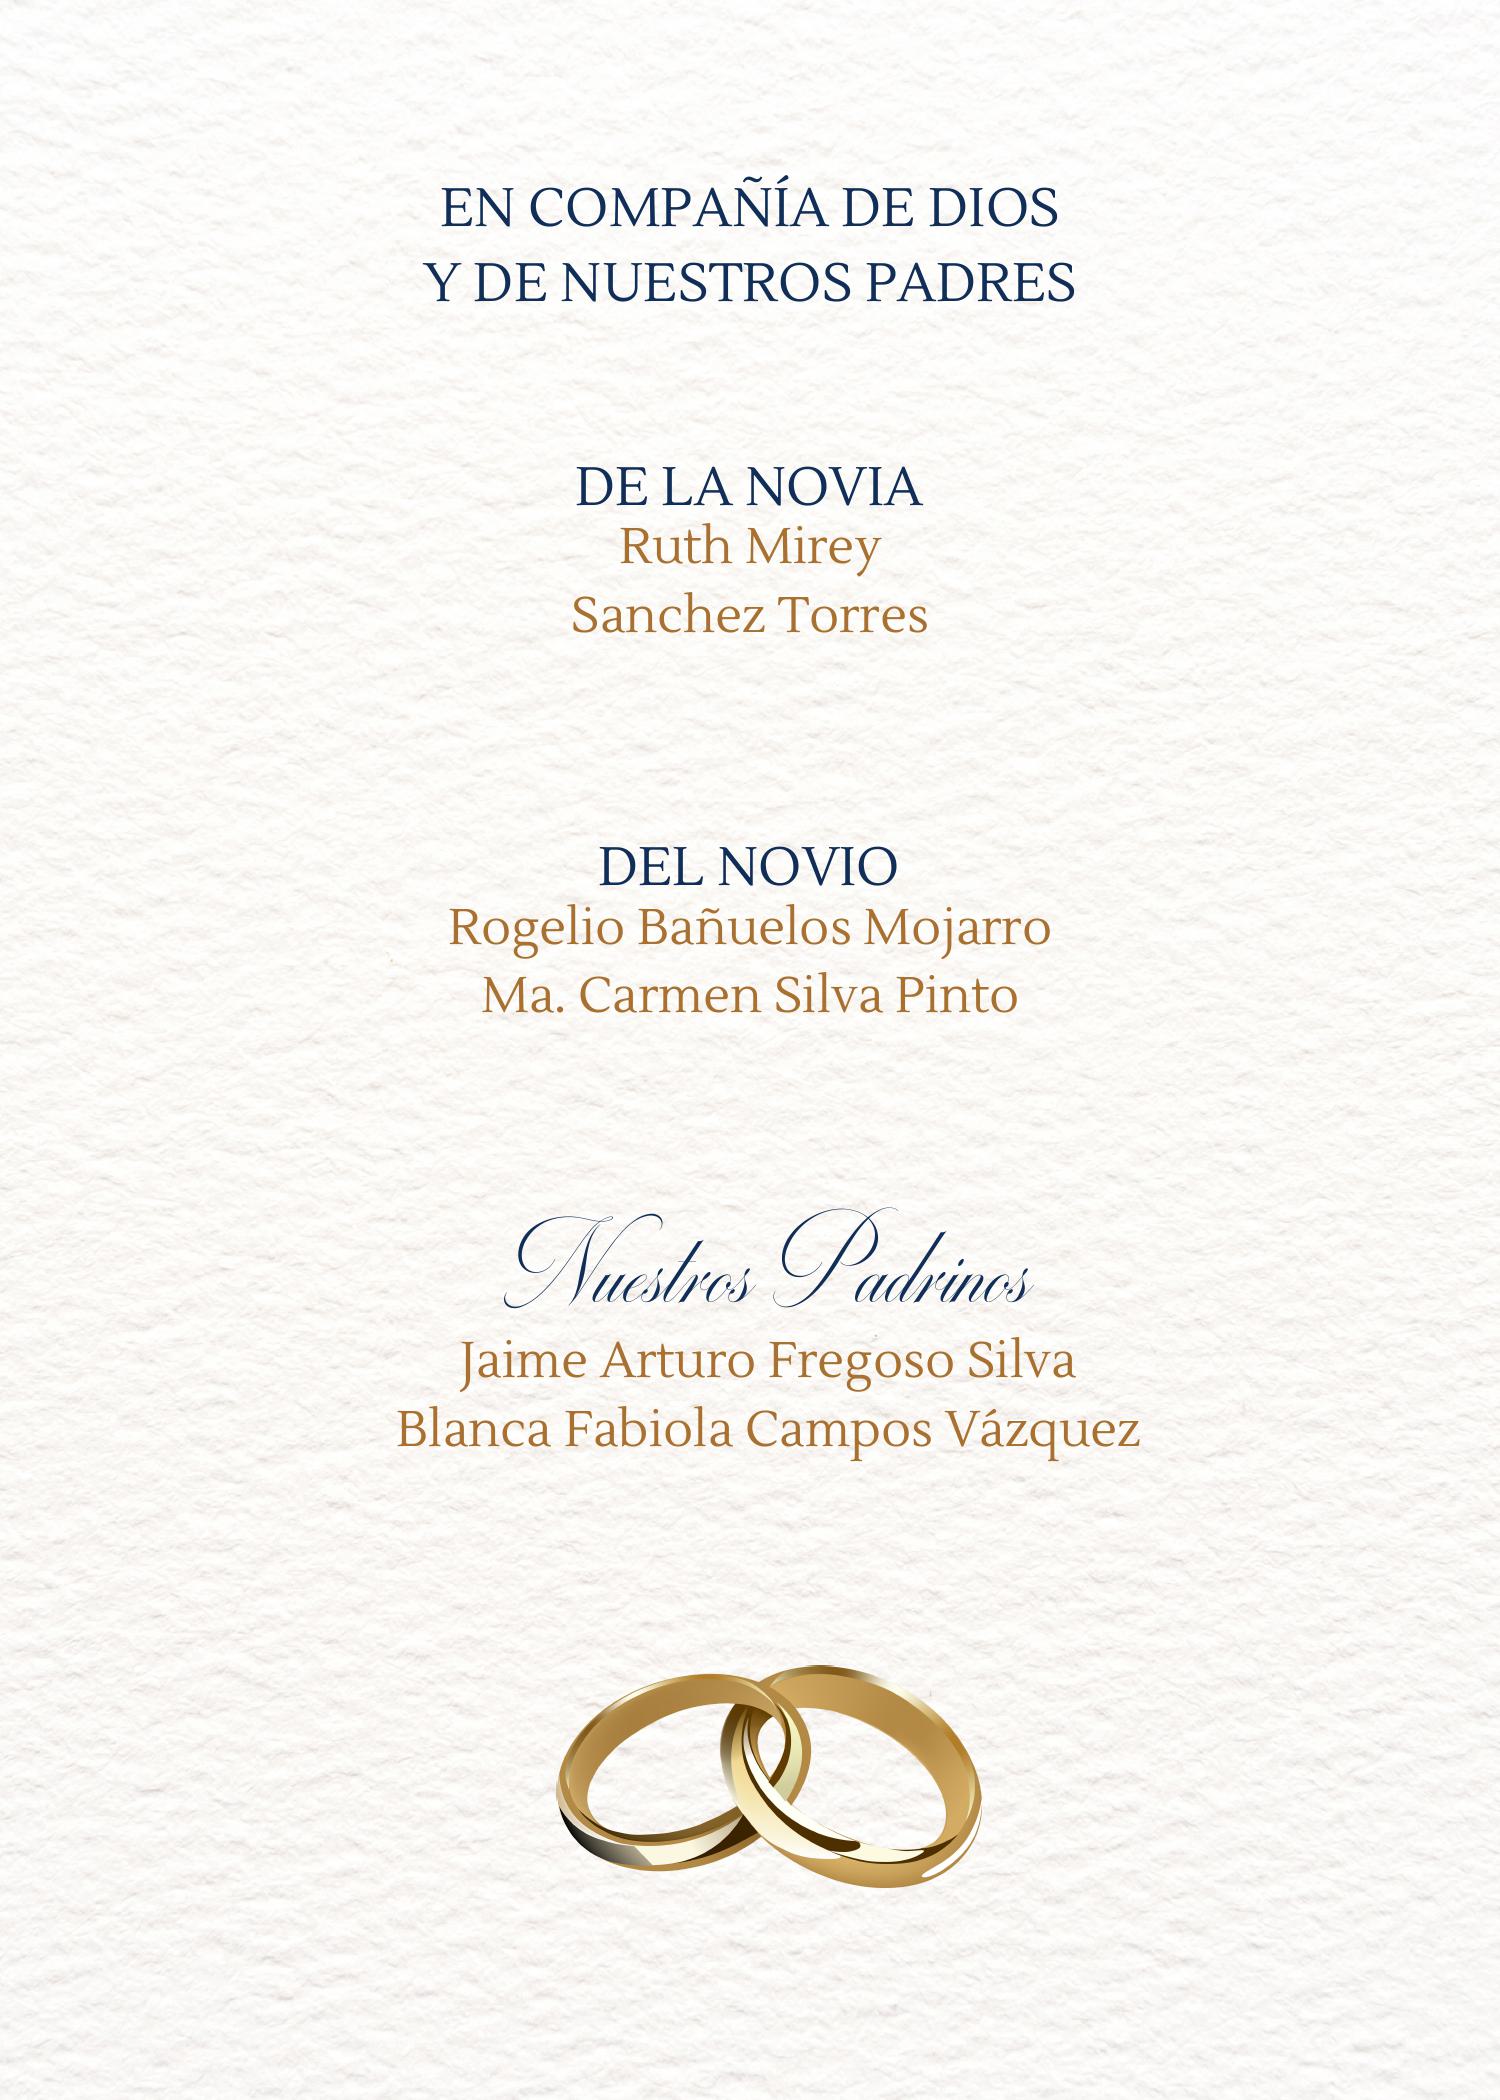 EN COMPAÑÍA DE DIOS
Y DE NUESTROS PADRES
DE LA NOVIA
Ruth Mirey
Sanchez Torres
DEL NOVIO
Rogelio Bañuelos Mojarro
Ma. Carmen Silva Pinto
Nuestros Padrinos
Jaime Arturo Fregoso Silva
Blanca Fabiola Campos Vázquez